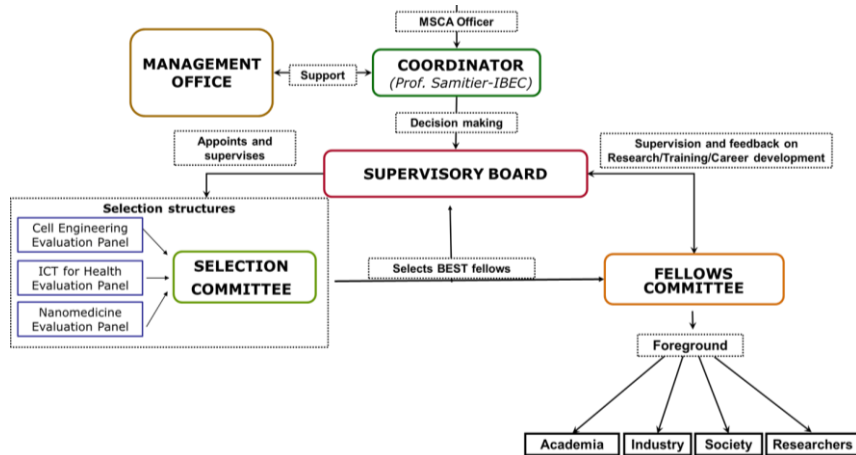 MSCA Officer
MANAGEMENT
OFFICE
Support
COORDINATOR
(Prof. Samitier-IBEC)
Decision making
Appoints and
supervises
Supervision and feedback on
Research/Training/Career development
SUPERVISORY BOARD
Selection structures
Cell Engineering
Evaluation Panel
ICT for Health
Evaluation Panel
Nanomedicine
Evaluation Panel
SELECTION
COMMITTEE
Selects BEST fellows
FELLOWS
COMMITTEE
Foreground
Academia
Industry
Society
Researchers